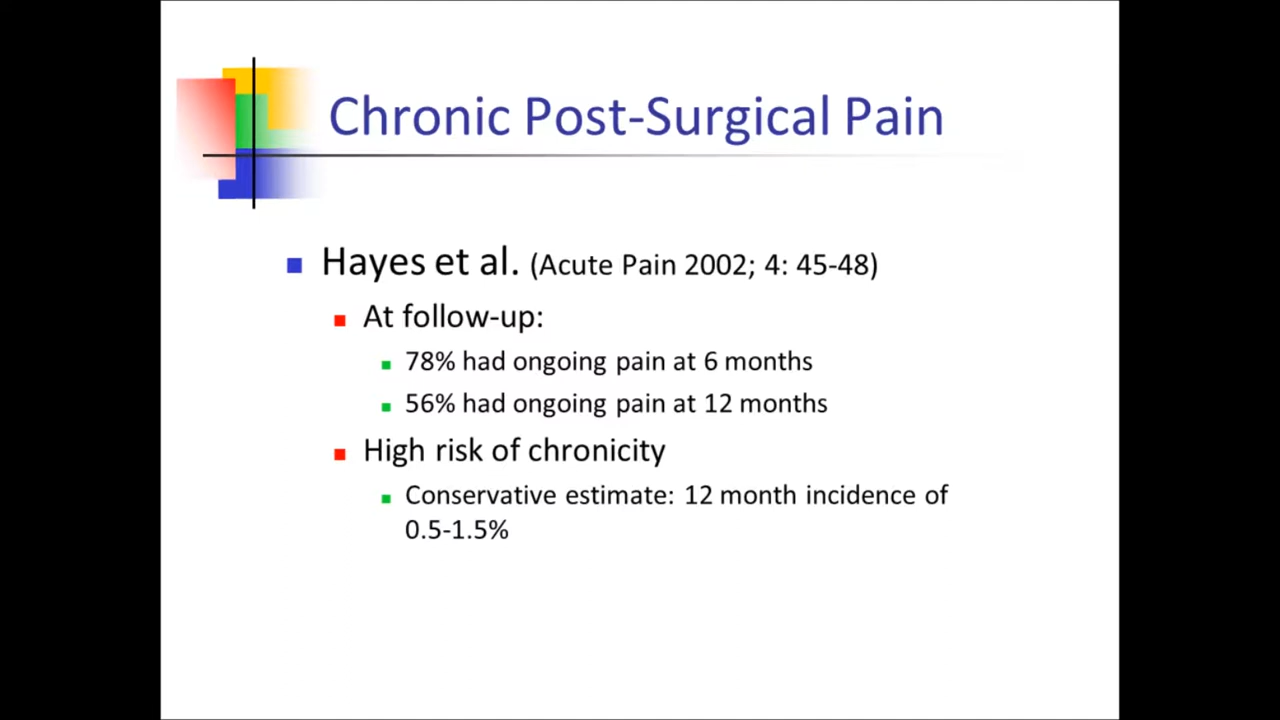 Chronic Post-Surgical Pain
Hayes et al. (Acute Pain 2002; 4: 45-48)
At follow-up:
78% had ongoing pain at 6 months
56% had ongoing pain at 12 months
High risk of chronicity
Conservative estimate: 12 month incidence of
0.5-1.5%